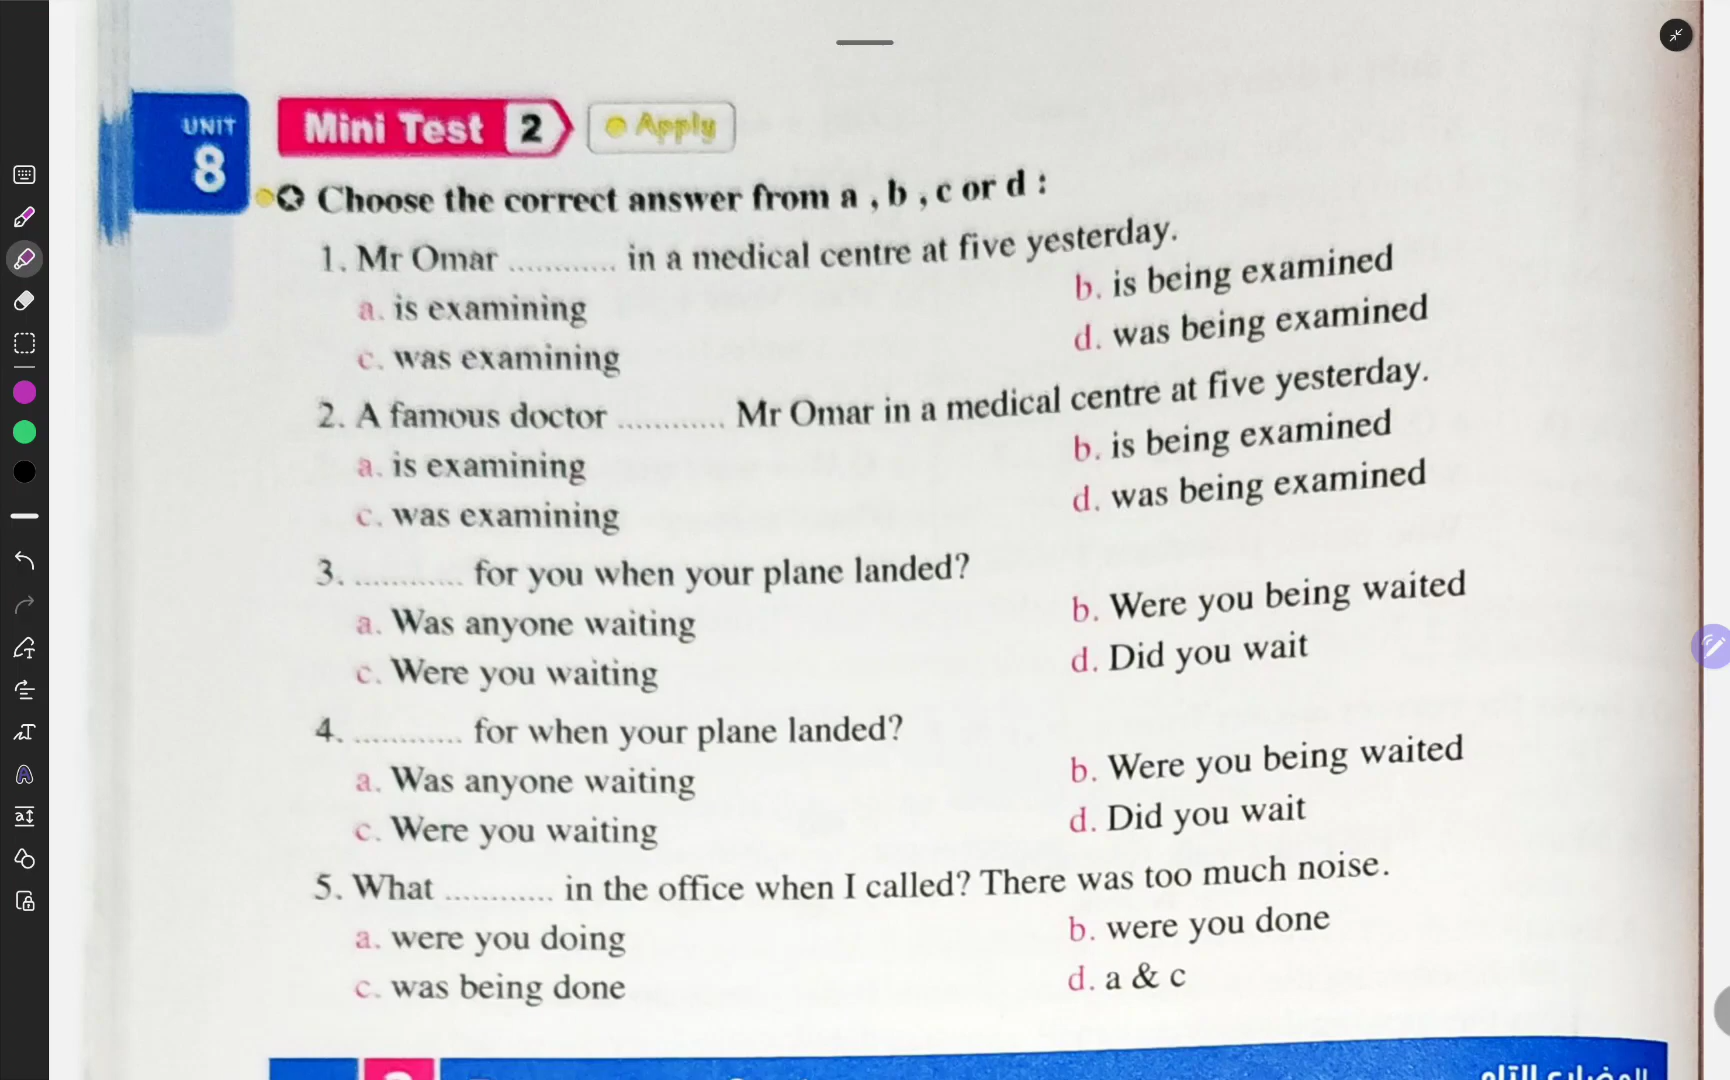 UNIT
8
Mini Test 2
Apply
Choose the correct answer from a , b , c or d :
1. Mr Omar ............ in a medical centre at five yesterday.
a. is examining
b. is being examined
c. was examining
d. was being examined
2. A famous doctor ............ Mr Omar in a medical centre at five yesterday.
a. is examining
b. is being examined
c. was examining
d. was being examined
3. ............ for you when your plane landed?
a. Was anyone waiting
b. Were you being waited
c. Were you waiting
d. Did you wait
4. ............ for when your plane landed?
a. Was anyone waiting
b. Were you being waited
c. Were you waiting
d. Did you wait
5. What ............ in the office when I called? There was too much noise.
a. were you doing
b. were you done
c. was being done
d. a & c